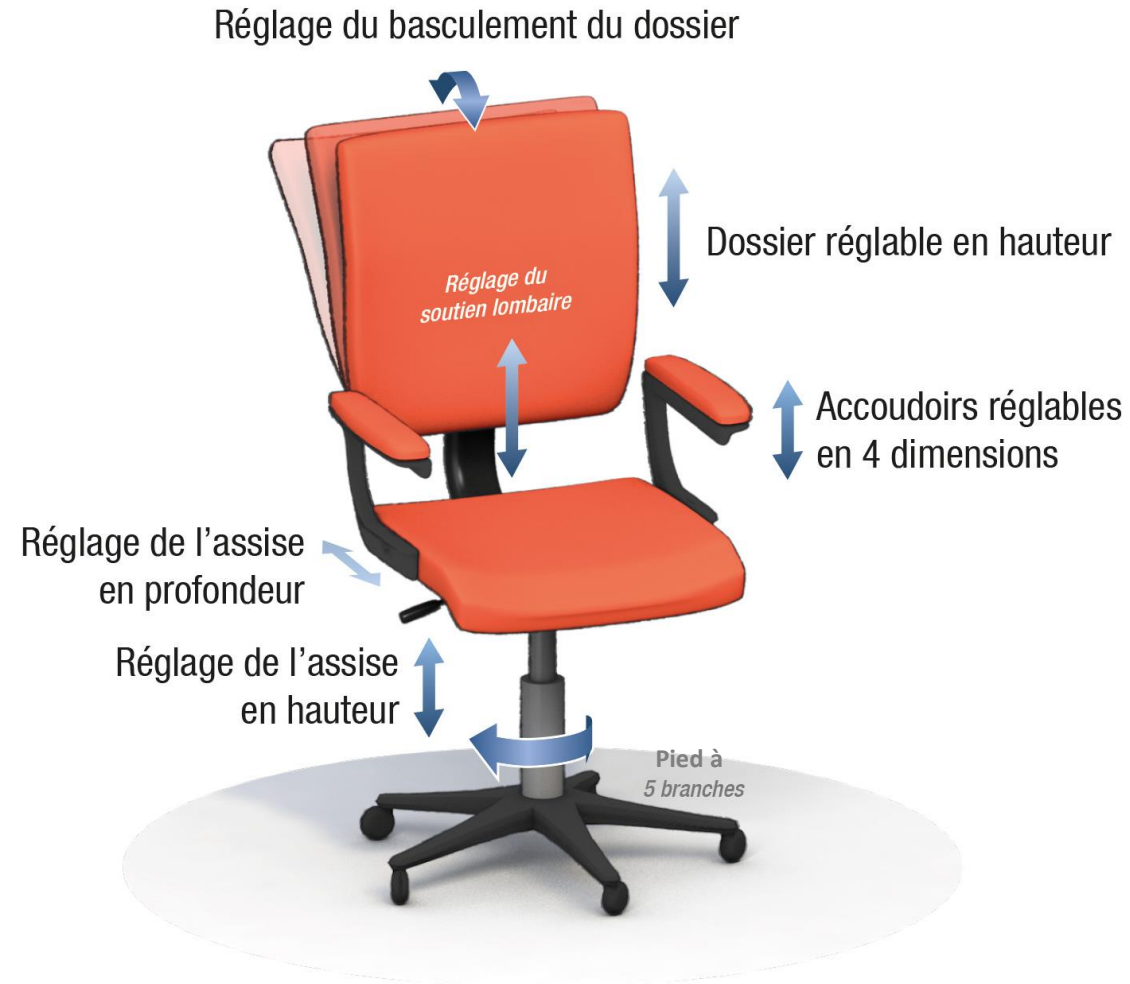 Réglage du basculement du dossier
Dossier réglable en hauteur
Réglage du
soutien lombaire
Accoudoirs réglables
en 4 dimensions
Réglage de l’assise
en profondeur
Réglage de l’assise
en hauteur
Pied à
5 branches